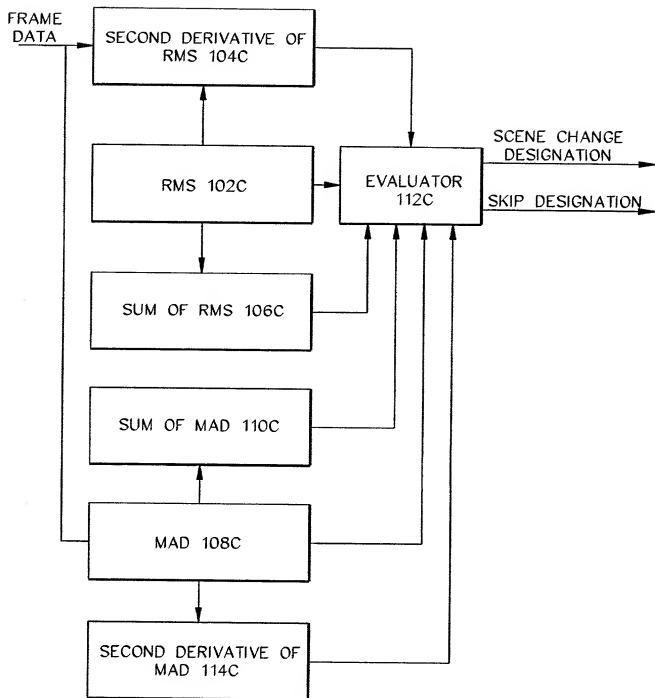 FRAME
DATA
SECOND DERIVATIVE OF
RMS 104C
RMS 102C
EVALUATOR
112C
SCENE CHANGE
DESIGNATION
SKIP DESIGNATION
SUM OF RMS 106C
SUM OF MAD 110C
MAD 108C
SECOND DERIVATIVE OF
MAD 114C